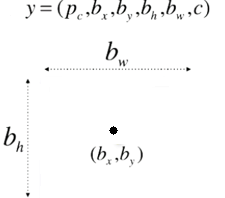 y = (p_c, b_x, b_y, b_h, b_w, c)
b_w
b_h
(b_x, b_y)